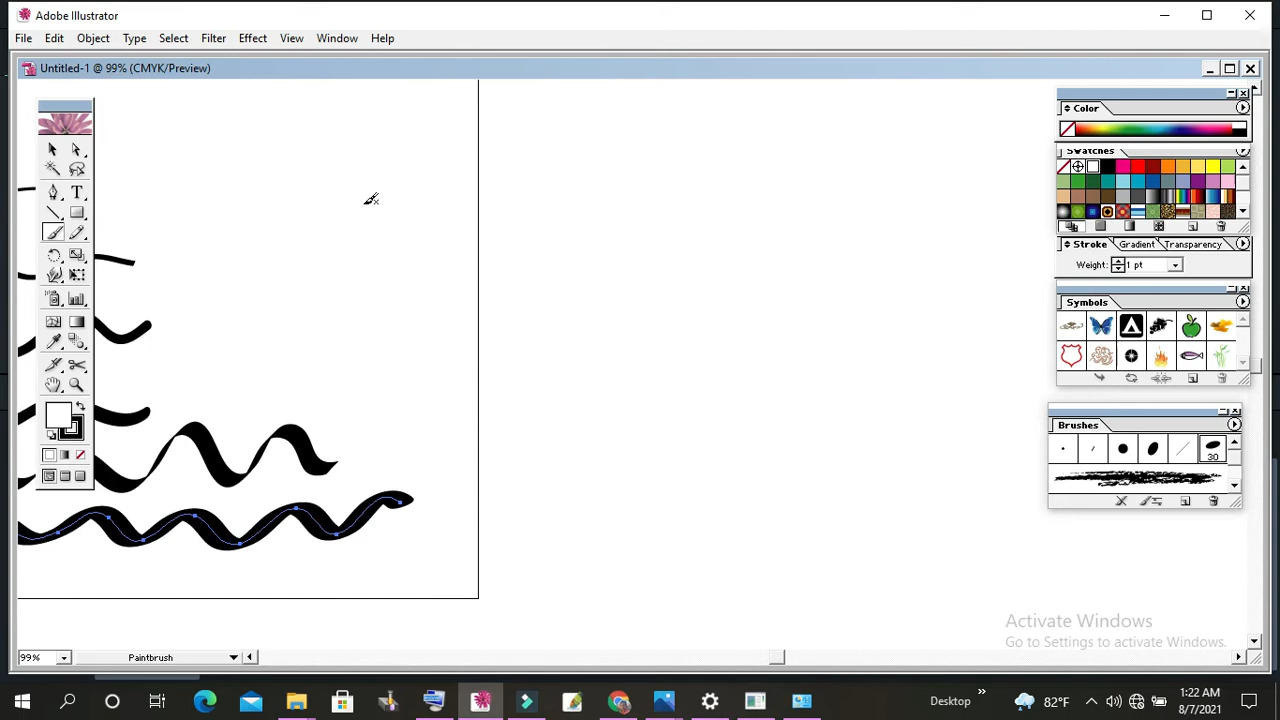 Adobe Illustrator
File Edit Object Type Select Filter Effect View Window Help
Untitled-1 @ 99% (CMYK/Preview)
Color
Swatches
Stroke Gradient Transparency
Weight: 1 pt
Symbols
Brushes
30
Activate Windows
Go to Settings to activate Windows.
99% Paintbrush
Desktop
82°F
1:22 AM
8/7/2021